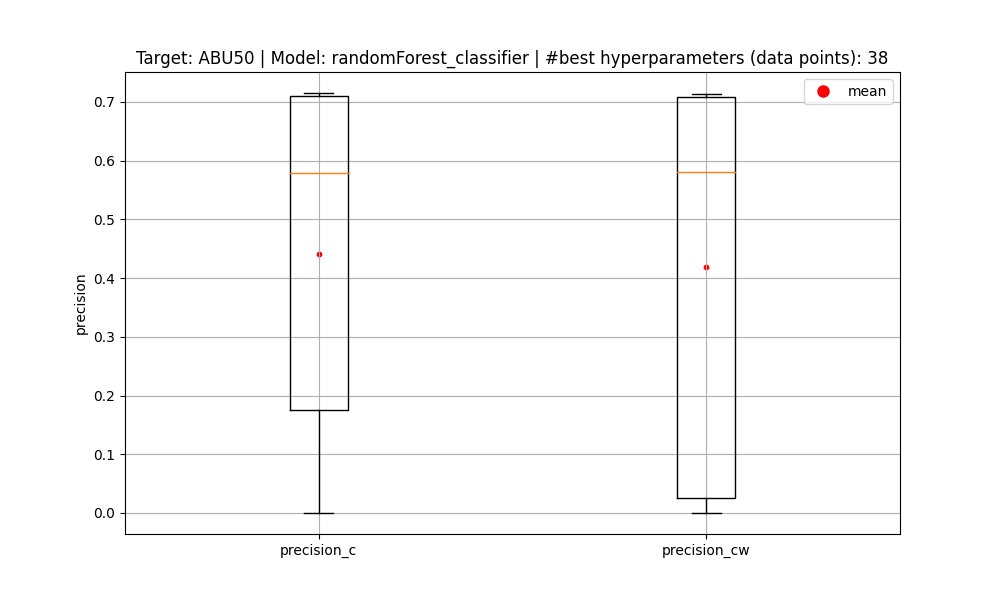 Target: ABU50 | Model: randomForest_classifier | #best hyperparameters (data points): 38
mean
0.7
0.6
0.5
0.4
0.3
0.2
0.1
0.0
precision
precision_c
precision_cw